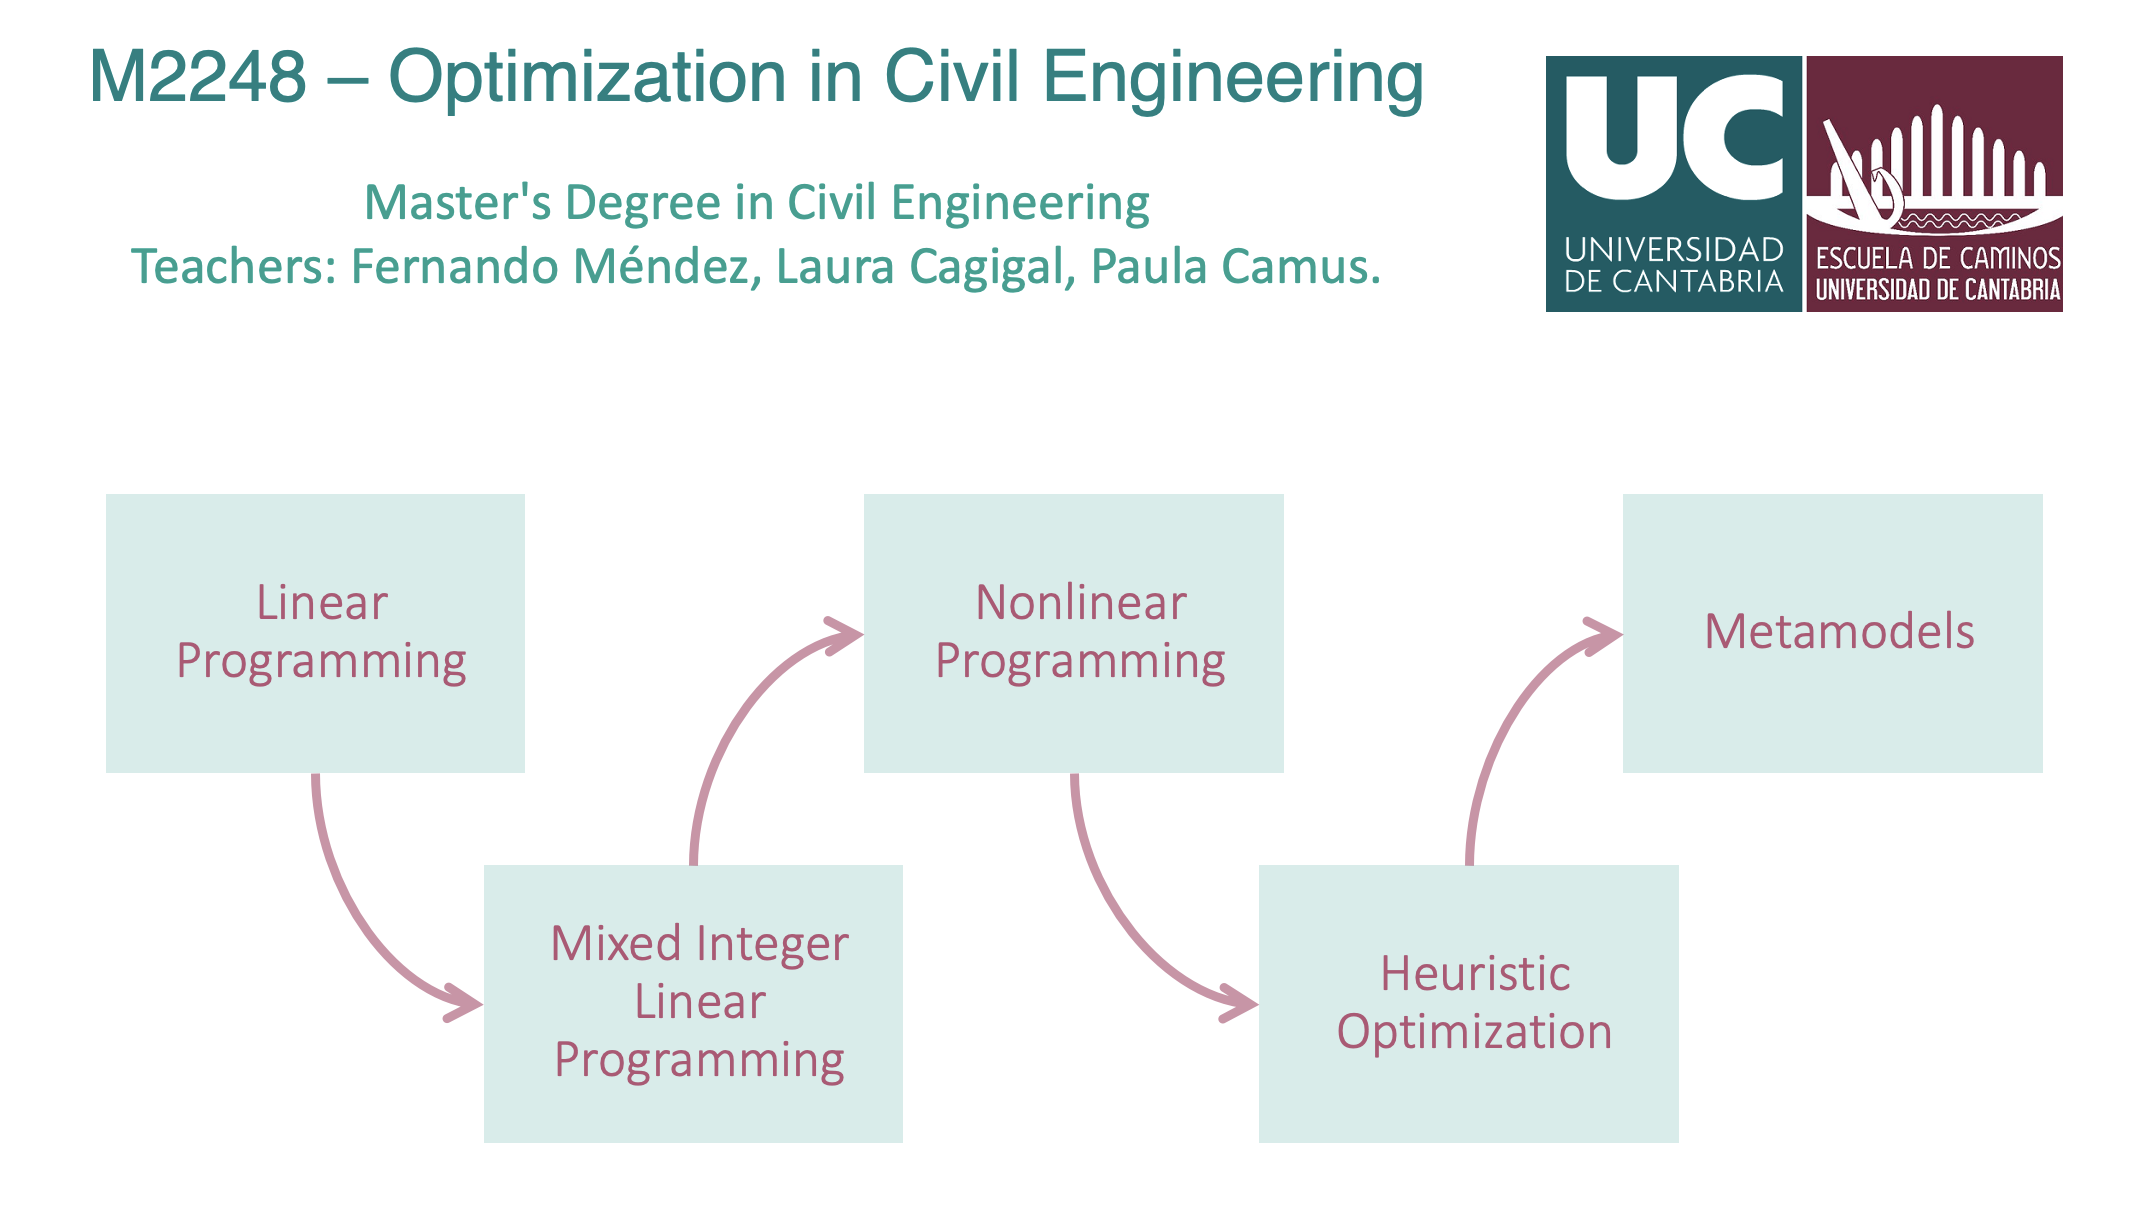 M2248 – Optimization in Civil Engineering
Master's Degree in Civil Engineering
Teachers: Fernando Méndez, Laura Cagigal, Paula Camus.
UC
UNIVERSIDAD
DE CANTABRIA
ESCUELA DE CAMINOS
UNIVERSIDAD DE CANTABRIA
Linear
Programming
Mixed Integer
Linear
Programming
Nonlinear
Programming
Heuristic
Optimization
Metamodels